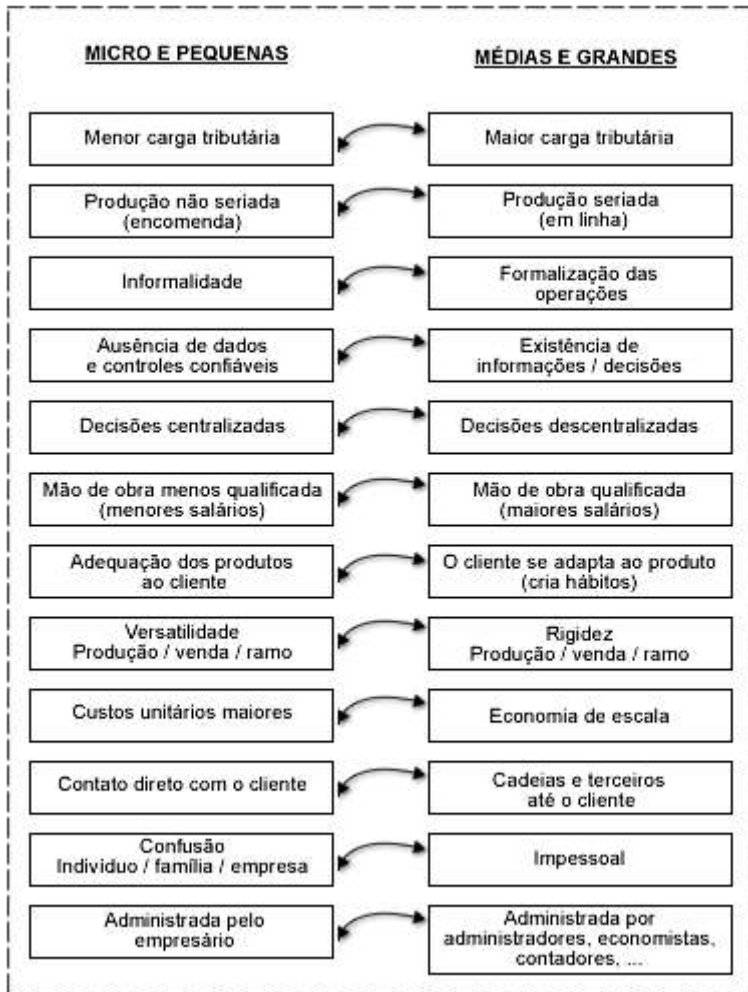 MICRO E PEQUENAS
MÉDIAS E GRANDES
Menor carga tributária
Maior carga tributária
Produção não seriada
(encomenda)
Produção seriada
(em linha)
Informalidade
Formalização das
operações
Ausência de dados
e controles confiáveis
Existência de
informações / decisões
Decisões centralizadas
Decisões descentralizadas
Mão de obra menos qualificada
(menores salários)
Mão de obra qualificada
(maiores salários)
Adequação dos produtos
ao cliente
O cliente se adapta ao produto
(cria hábitos)
Versatilidade
Produção / venda / ramo
Rigidez
Produção / venda / ramo
Custos unitários maiores
Economia de escala
Contato direto com o cliente
Cadeias e terceiros
até o cliente
Confusão
Individuo / família / empresa
Impessoal
Administrada pelo
empresário
Administrada por
administradores, economistas,
contadores, ...